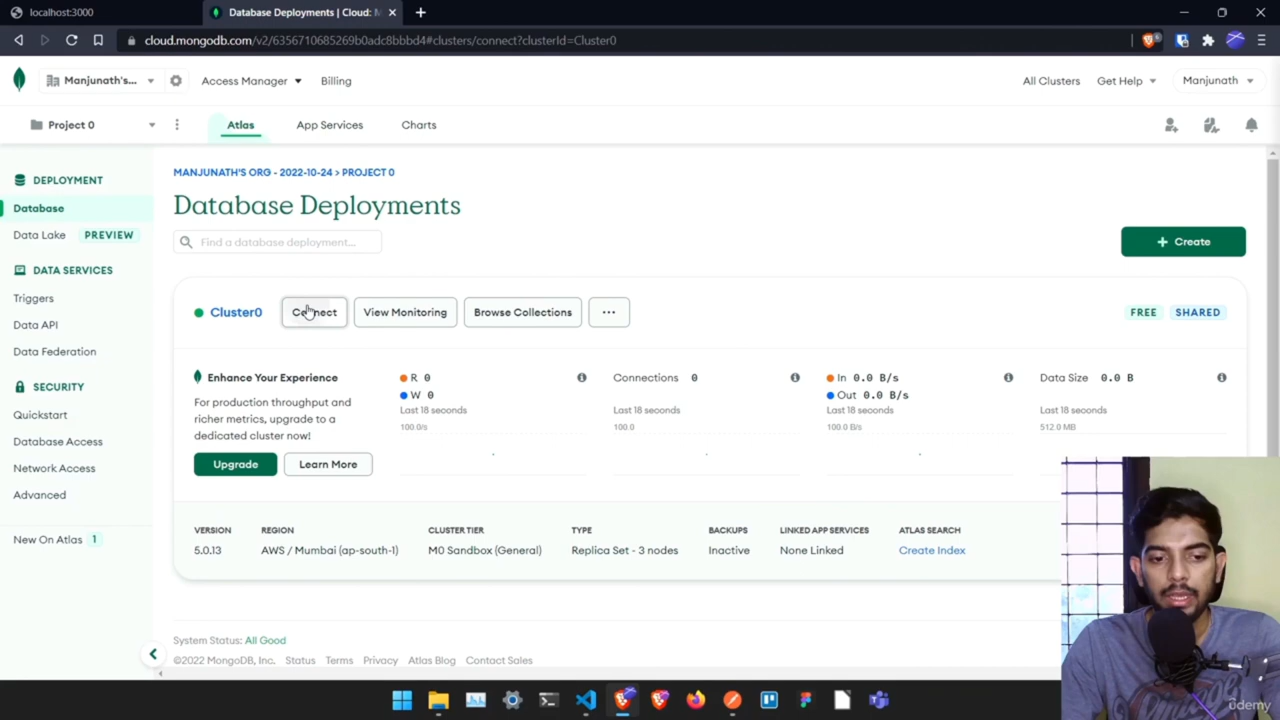 localhost:3000
Database Deployments | Cloud: M
cloud.mongodb.com/v2/6356710685269b0adc8bbbd4#clusters/connect?clusterId=Cluster0
Manjunath's...
Access Manager
Billing
All Clusters
Get Help
Manjunath
Project 0
Atlas
App Services
Charts
DEPLOYMENT
Database
Data Lake PREVIEW
DATA SERVICES
Triggers
Data API
Data Federation
SECURITY
Quickstart
Database Access
Network Access
Advanced
New On Atlas 1
MANJUNATH'S ORG - 2022-10-24 > PROJECT 0
Database Deployments
Find a database deployment...
+ Create
Cluster0
Connect
View Monitoring
Browse Collections
...
FREE
SHARED
Enhance Your Experience
For production throughput and
richer metrics, upgrade to a
dedicated cluster now!
Upgrade
Learn More
R 0
W 0
Last 18 seconds
100.0/s
Connections 0
Last 18 seconds
100.0
In 0.0 B/s
Out 0.0 B/s
Last 18 seconds
100.0 B/s
Data Size 0.0 B
Last 18 seconds
512.0 MB
VERSION
5.0.13
REGION
AWS / Mumbai (ap-south-1)
CLUSTER TIER
M0 Sandbox (General)
TYPE
Replica Set - 3 nodes
BACKUPS
Inactive
LINKED APP SERVICES
None Linked
ATLAS SEARCH
Create Index
System Status: All Good
©2022 MongoDB, Inc.
Status
Terms
Privacy
Atlas Blog
Contact Sales
ûdemy